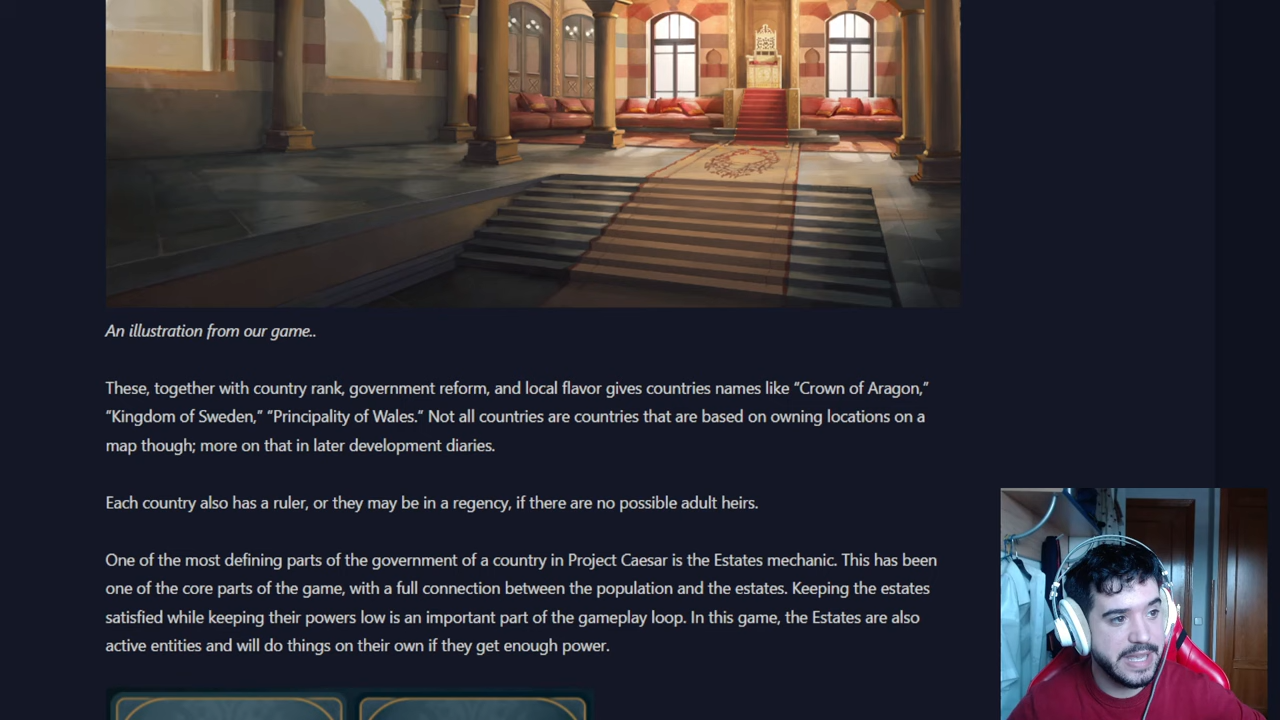 An illustration from our game..
These, together with country rank, government reform, and local flavor gives countries names like “Crown of Aragon,”
“Kingdom of Sweden,” “Principality of Wales.” Not all countries are countries that are based on owning locations on a
map though; more on that in later development diaries.
Each country also has a ruler, or they may be in a regency, if there are no possible adult heirs.
One of the most defining parts of the government of a country in Project Caesar is the Estates mechanic. This has been
one of the core parts of the game, with a full connection between the population and the estates. Keeping the estates
satisfied while keeping their powers low is an important part of the gameplay loop. In this game, the Estates are also
active entities and will do things on their own if they get enough power.